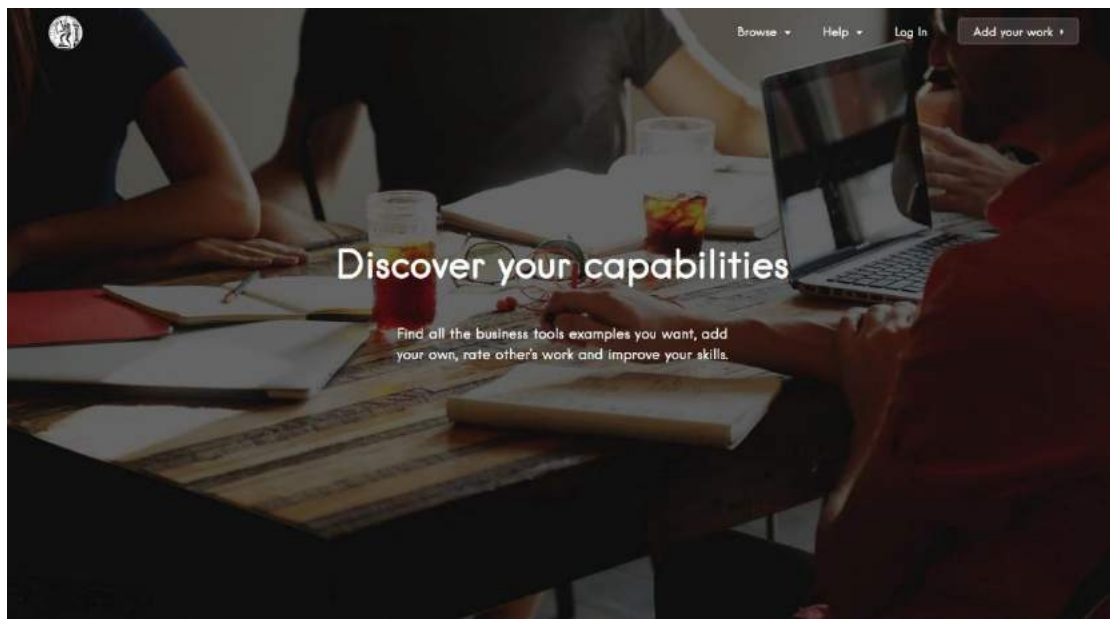 Browse Help Log In Add your work
Discover your capabilities
Find all the business tools examples you want, add
your own, rate other's work and improve your skills.